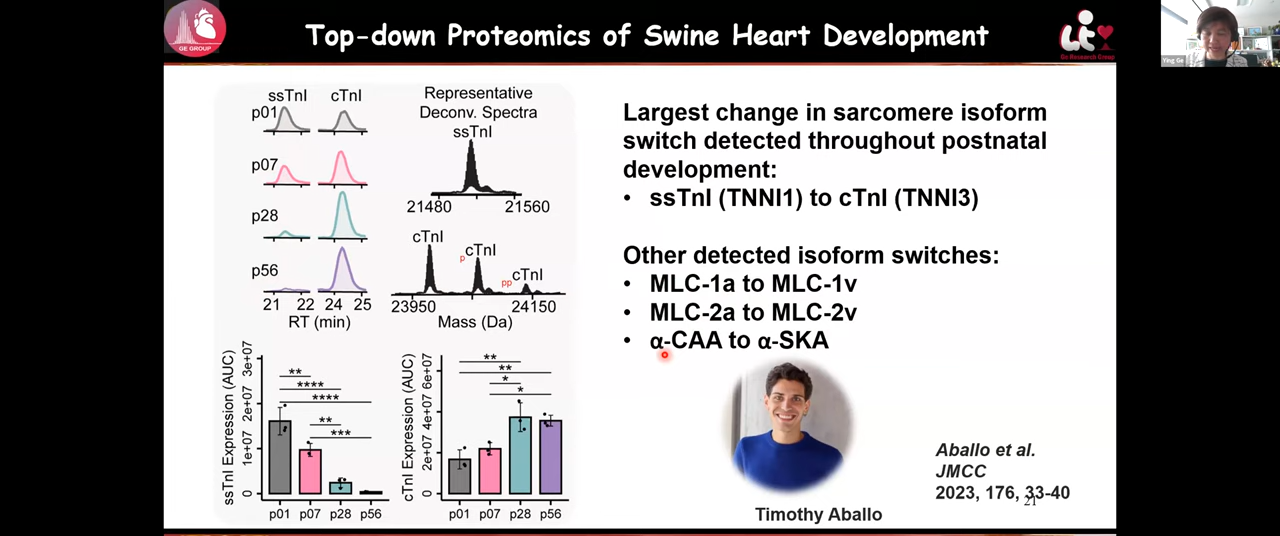 GE GROUP
Top-down Proteomics of Swine Heart Development
Ge Research Group
Ying Ge
ssTnI
cTnI
p01
p07
p28
p56
21 22 24 25
RT (min)
Representative
Deconv. Spectra
ssTnI
21480 21560
cTnI
pcTnI
ppcTnI
23950 24150
Mass (Da)
ssTnI Expression (AUC)
0 1e+07 2e+07 3e+07
**
****
****
**
***
p01 p07 p28 p56
cTnI Expression (AUC)
0 2e+07 4e+07 6e+07
**
**
*
*
p01 p07 p28 p56
Largest change in sarcomere isoform
switch detected throughout postnatal
development:
• ssTnI (TNNI1) to cTnI (TNNI3)
Other detected isoform switches:
• MLC-1a to MLC-1v
• MLC-2a to MLC-2v
• α-CAA to α-SKA
Timothy Aballo
Aballo et al.
JMCC
2023, 176, 33-40
21